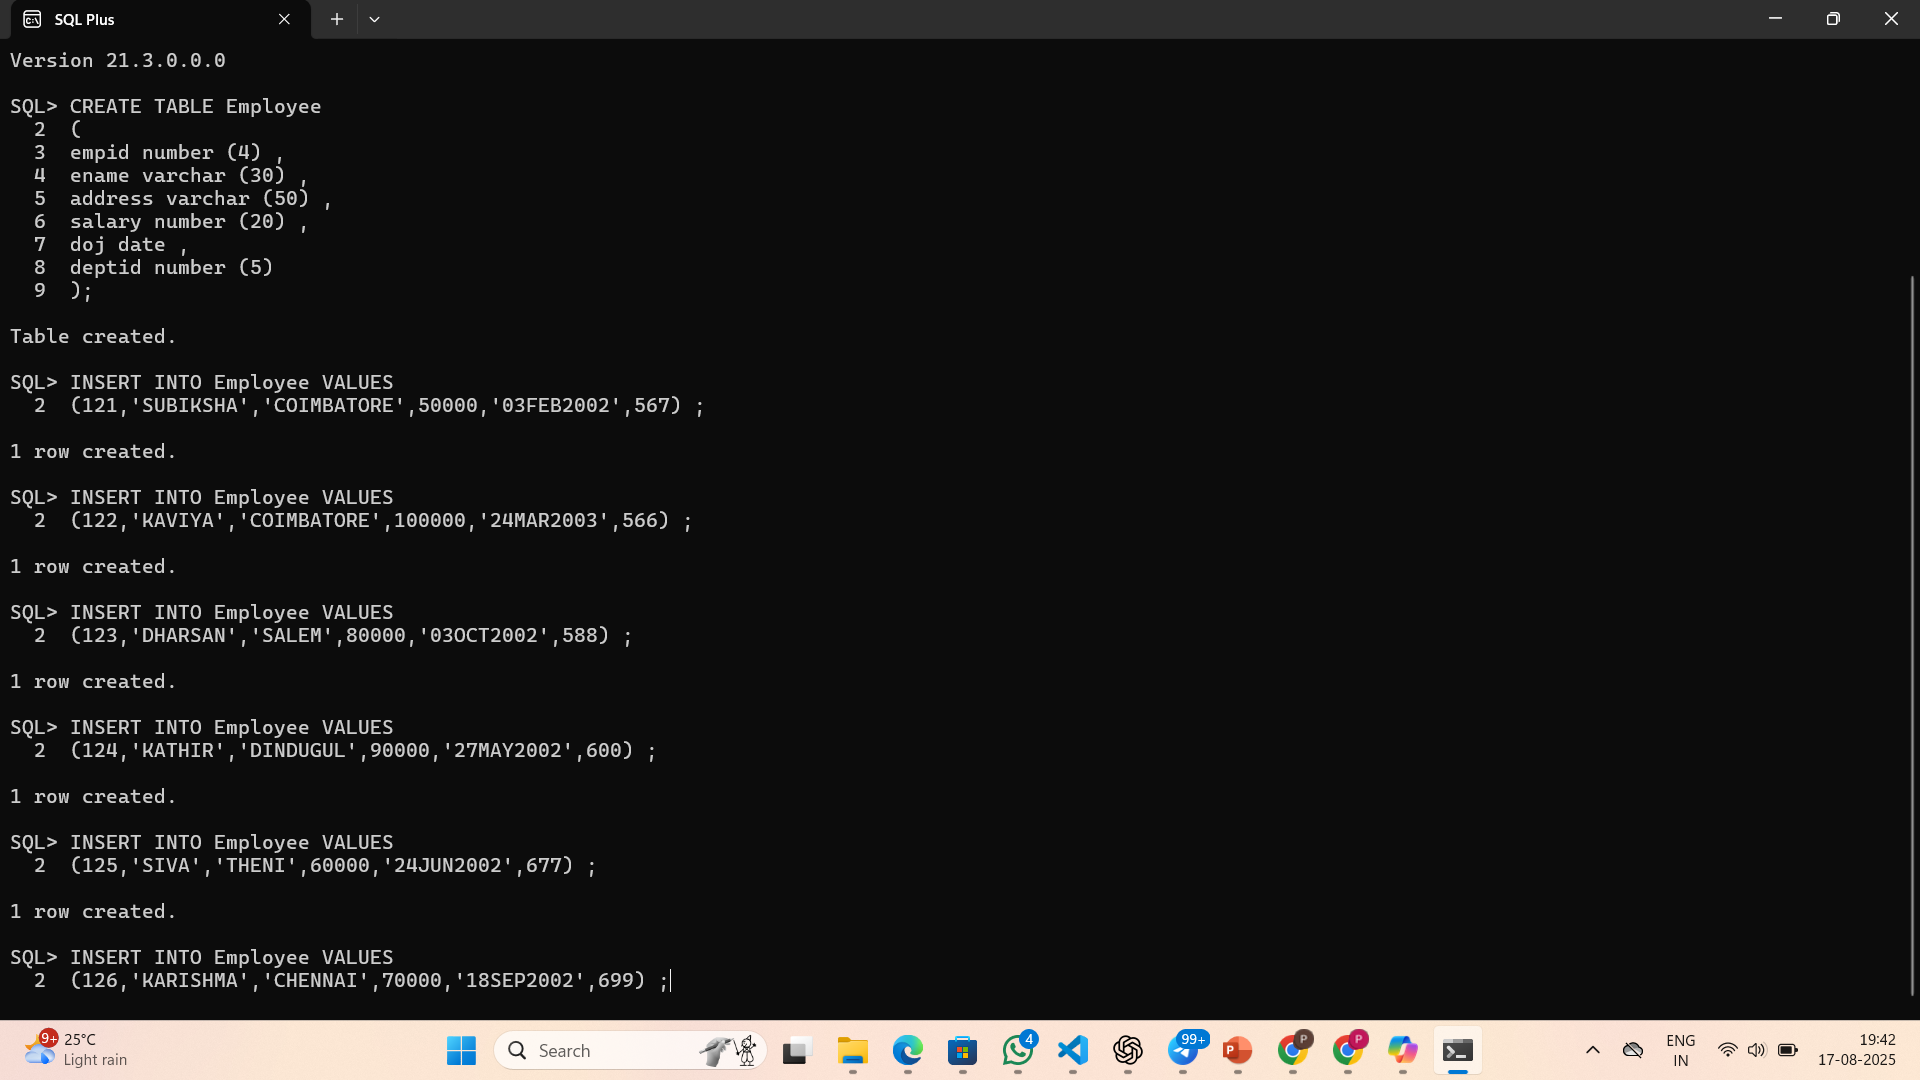 SQL Plus
Version 21.3.0.0.0
SQL> CREATE TABLE Employee
2 (
3 empid number (4) ,
4 ename varchar (30) ,
5 address varchar (50) ,
6 salary number (20) ,
7 doj date ,
8 deptid number (5)
9 );
Table created.
SQL> INSERT INTO Employee VALUES
2 (121,'SUBIKSHA','COIMBATORE',50000,'03FEB2002',567) ;
1 row created.
SQL> INSERT INTO Employee VALUES
2 (122,'KAVIYA','COIMBATORE',100000,'24MAR2003',566) ;
1 row created.
SQL> INSERT INTO Employee VALUES
2 (123,'DHARSAN','SALEM',80000,'03OCT2002',588) ;
1 row created.
SQL> INSERT INTO Employee VALUES
2 (124,'KATHIR','DINDUGUL',90000,'27MAY2002',600) ;
1 row created.
SQL> INSERT INTO Employee VALUES
2 (125,'SIVA','THENI',60000,'24JUN2002',677) ;
1 row created.
SQL> INSERT INTO Employee VALUES
2 (126,'KARISHMA','CHENNAI',70000,'18SEP2002',699) ;
9+ 25°C
Light rain
Search
4
99+
P
P
P
ENG
IN
19:42
17-08-2025